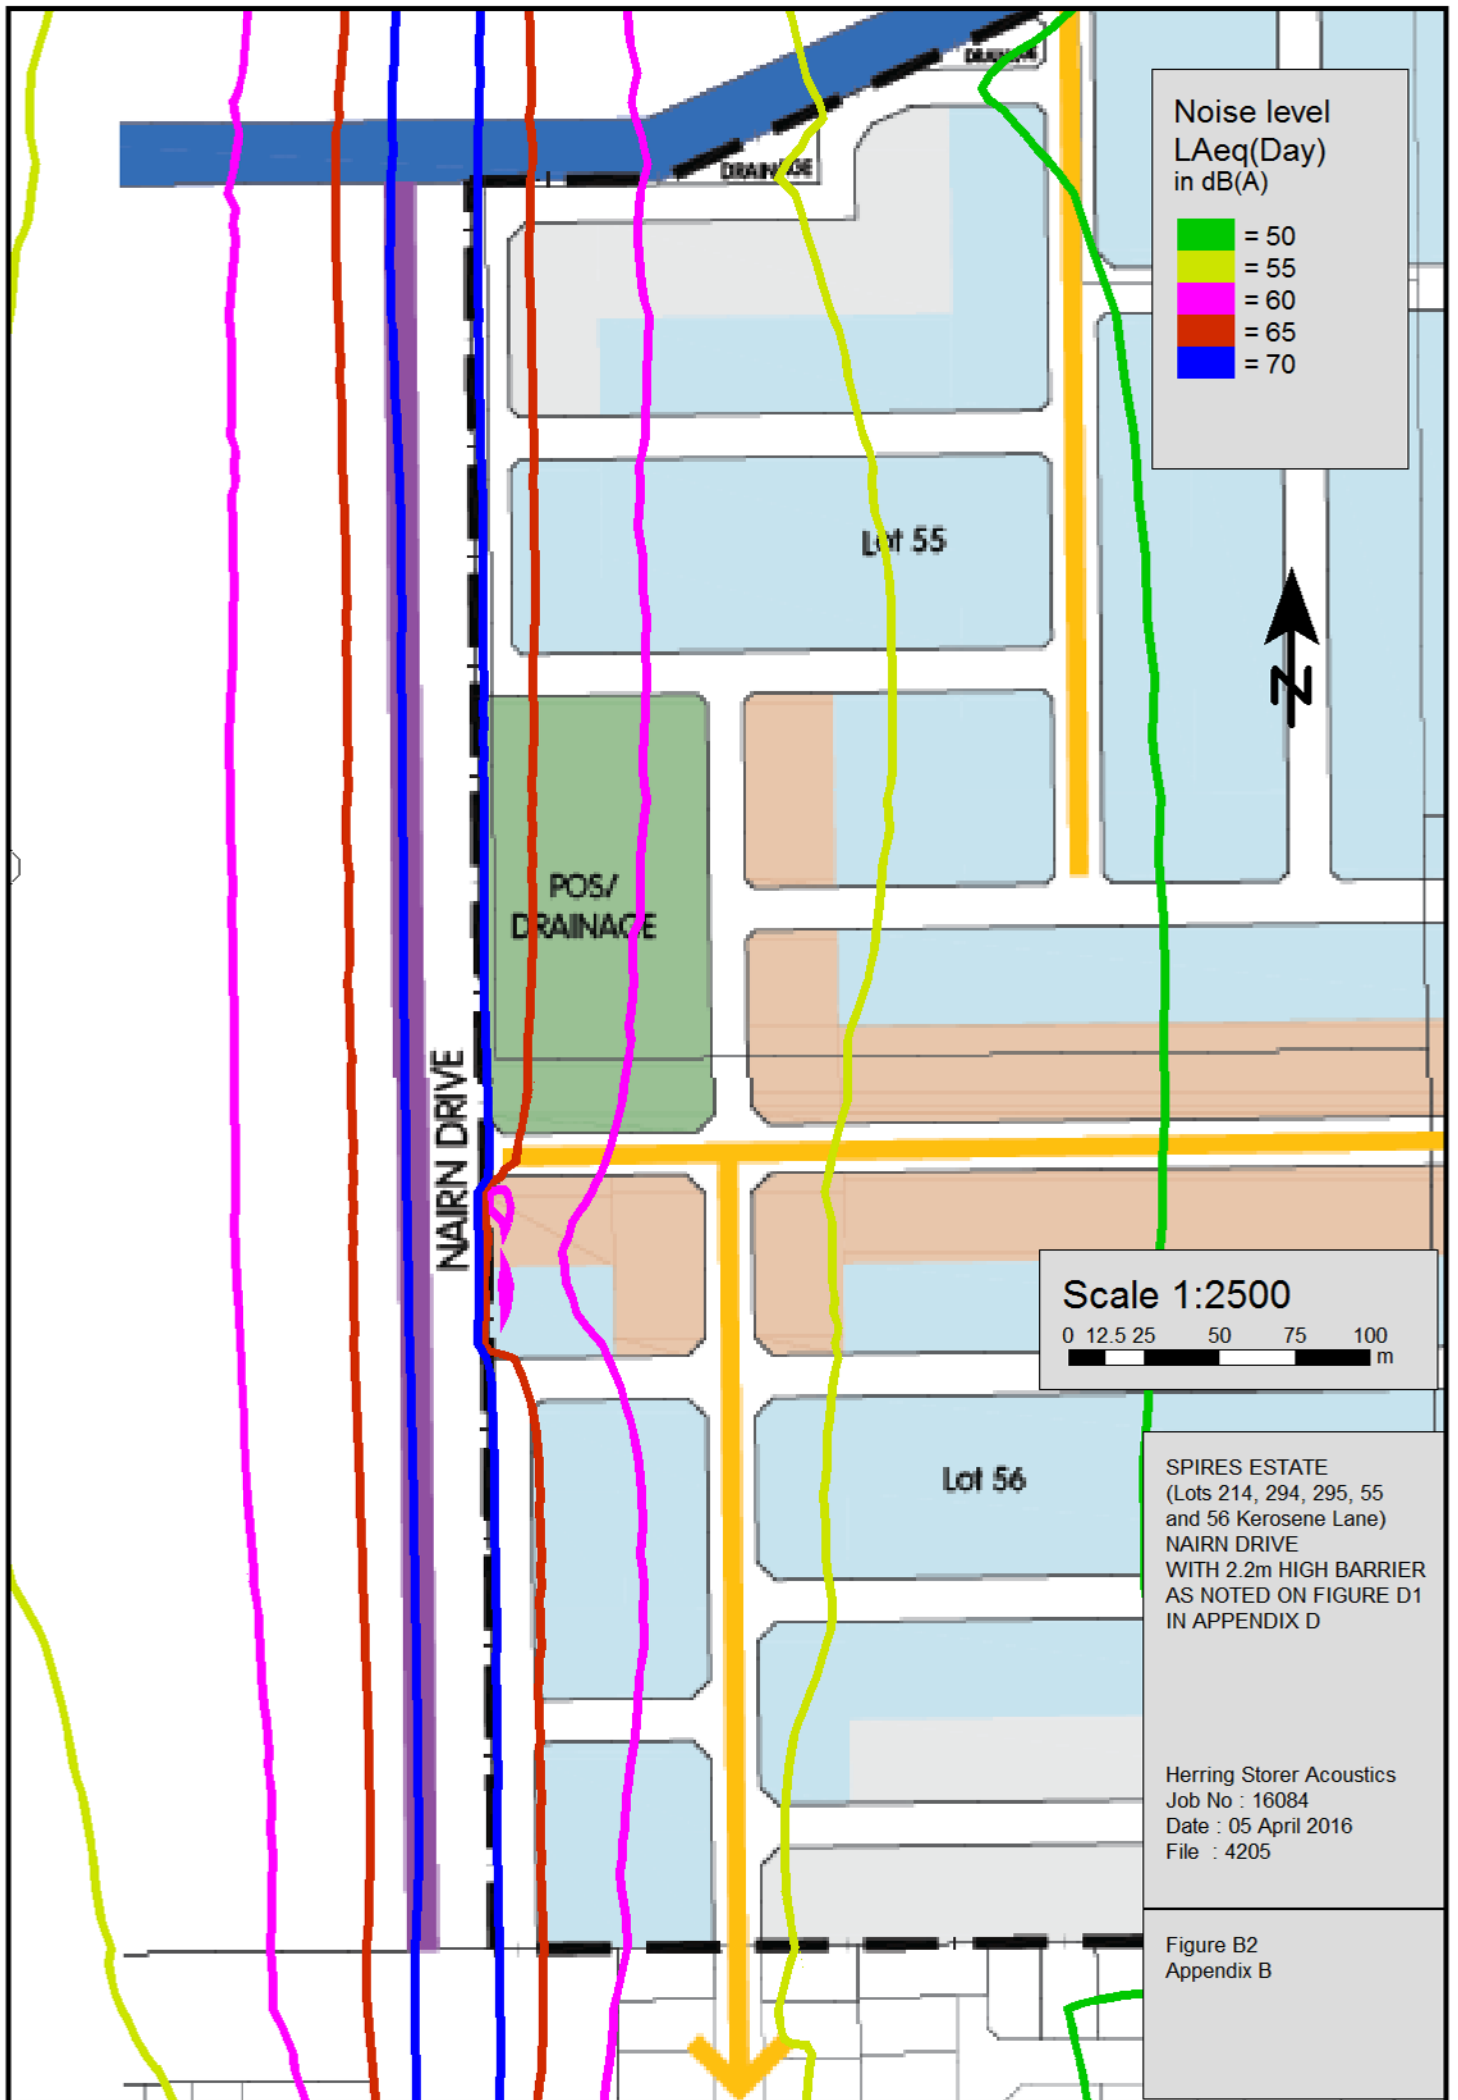 DRAINAGE
DRAINAGE
Noise level
LAeq(Day)
in dB(A)
= 50
= 55
= 60
= 65
= 70
Lot 55
N
POS/
DRAINAGE
NAIRN DRIVE
Scale 1:2500
0 12.5 25 50 75 100
m
Lot 56
SPIRES ESTATE
(Lots 214, 294, 295, 55
and 56 Kerosene Lane)
NAIRN DRIVE
WITH 2.2m HIGH BARRIER
AS NOTED ON FIGURE D1
IN APPENDIX D
Herring Storer Acoustics
Job No : 16084
Date : 05 April 2016
File : 4205
Figure B2
Appendix B